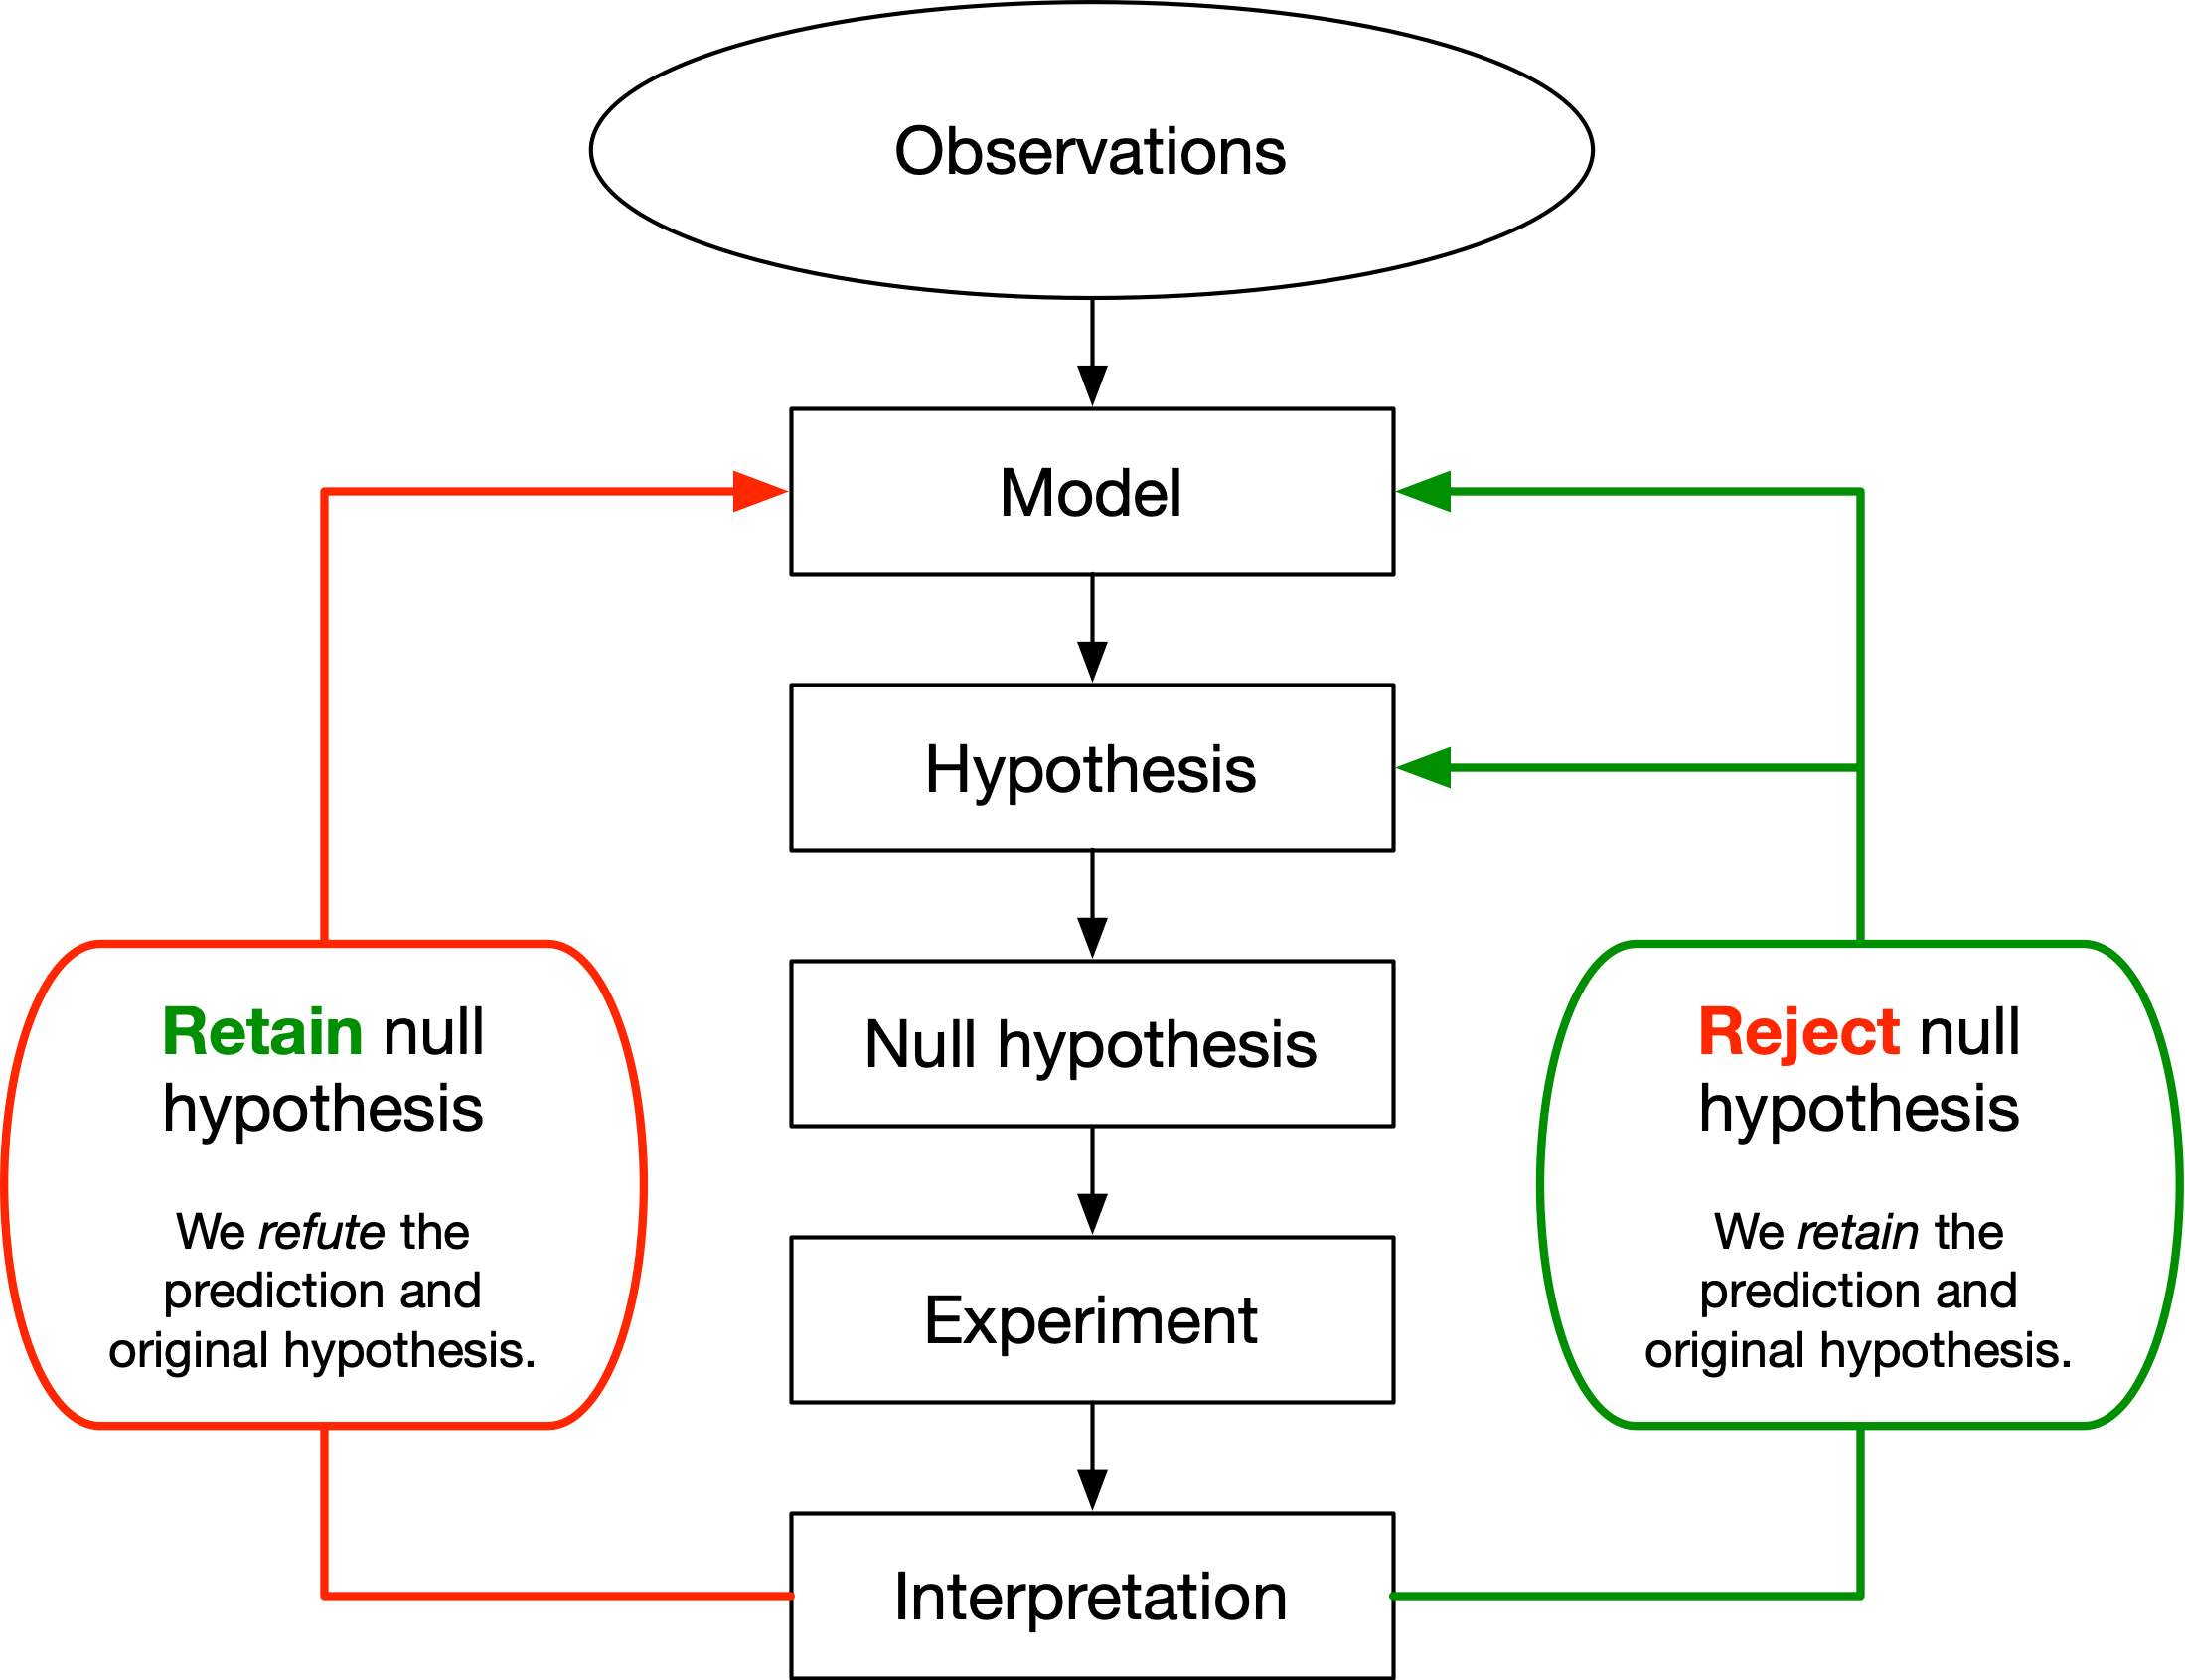 Observations
Model
Hypothesis
Null hypothesis
Experiment
Interpretation
Retain null
hypothesis
We refute the
prediction and
original hypothesis.
Reject null
hypothesis
We retain the
prediction and
original hypothesis.